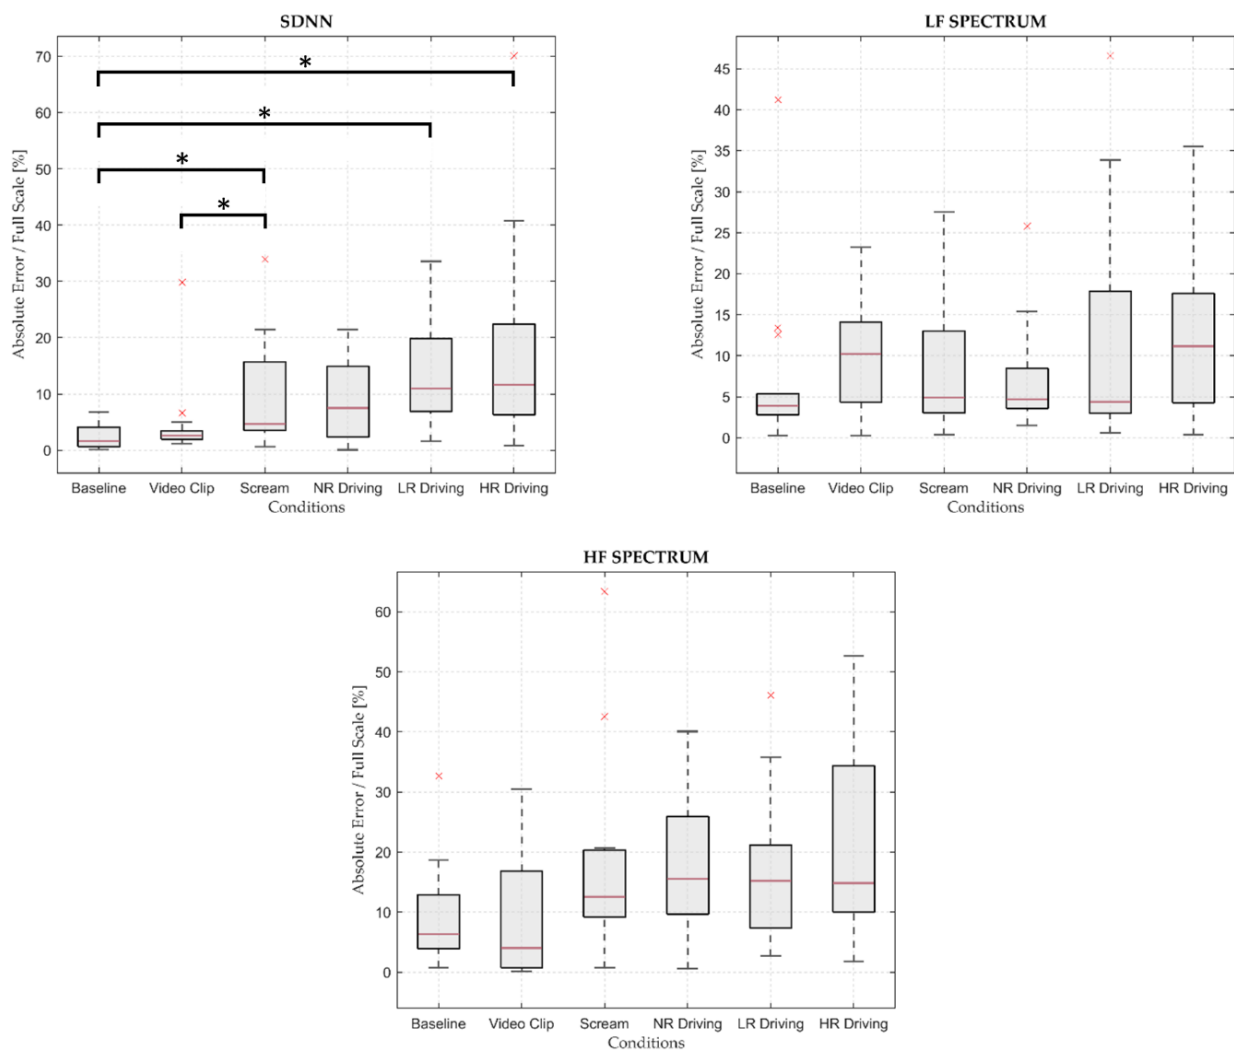 SDNN
Absolute Error / Full Scale [%]
70
60
50
40
30
20
10
0
*
*
*
*
Baseline Video Clip Scream NR Driving LR Driving HR Driving
Conditions
LF SPECTRUM
Absolute Error / Full Scale [%]
45
40
35
30
25
20
15
10
5
0
Baseline Video Clip Scream NR Driving LR Driving HR Driving
Conditions
HF SPECTRUM
Absolute Error / Full Scale [%]
60
50
40
30
20
10
0
Baseline Video Clip Scream NR Driving LR Driving HR Driving
Conditions